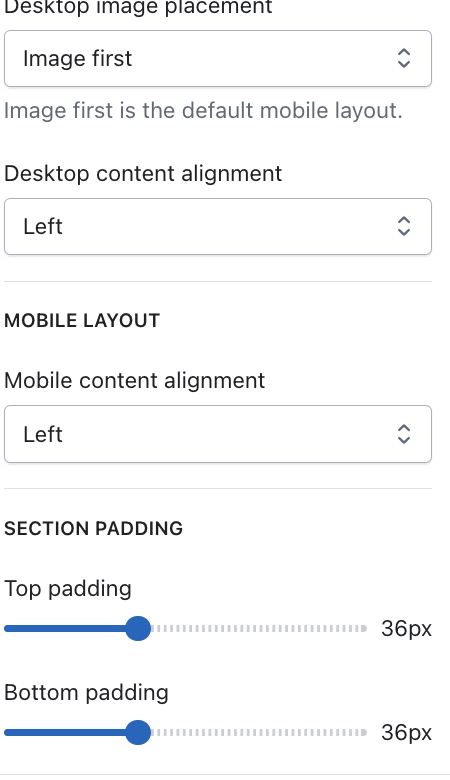 Desktop image placement
Image first
Image first is the default mobile layout.
Desktop content alignment
Left
MOBILE LAYOUT
Mobile content alignment
Left
SECTION PADDING
Top padding
36px
Bottom padding
36px